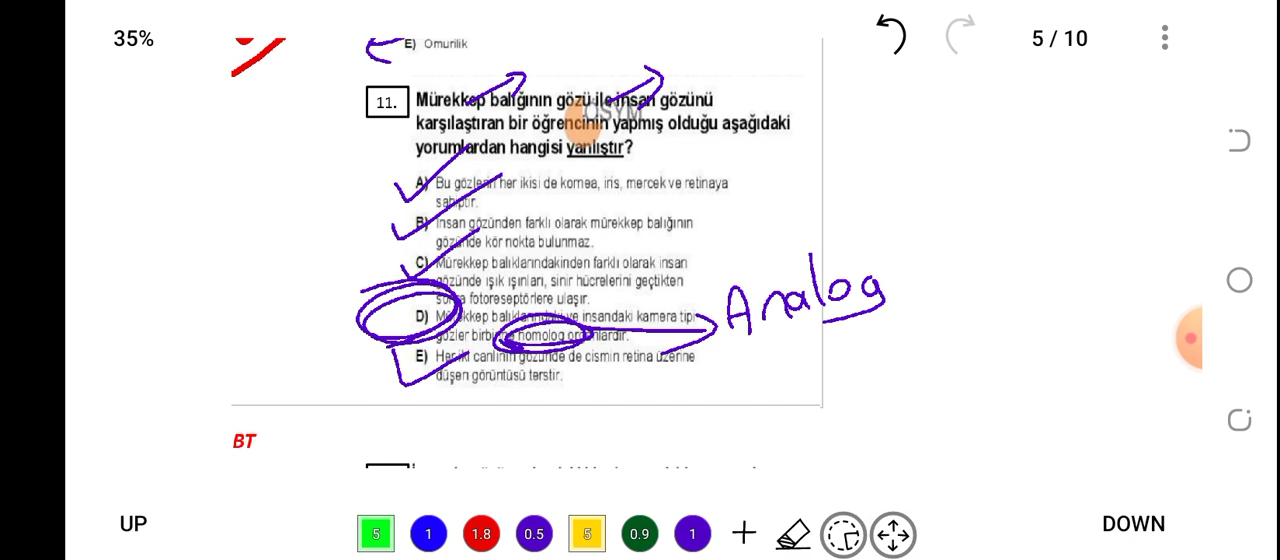 35%
5 / 10
E) Omurilik
11. Mürekkep balığının gözü ile insan gözünü
karşılaştıran bir öğrencinin yapmış olduğu aşağıdaki
yorumlardan hangisi yanlıştır?
ÖSYM
A) Bu gözlerin her ikisi de kornea, iris, mercek ve retinaya
sahiptir.
B) İnsan gözünden farklı olarak mürekkep balığının
gözünde kör nokta bulunmaz.
C) Mürekkep balıklarındakinden farklı olarak insan
gözünde ışık ışınları, sinir hücrelerini geçtikten
sonra fotoreseptörlere ulaşır.
D) Mürekkep balıklarındaki ve insandaki kamera tipi
gözler birbirine homolog organlardır.
Analog
E) Her iki canlının gözünde de cismin retina üzerine
düşen görüntüsü terstir.
BT
UP
5 1 1.8 0.5 5 0.9 1
DOWN